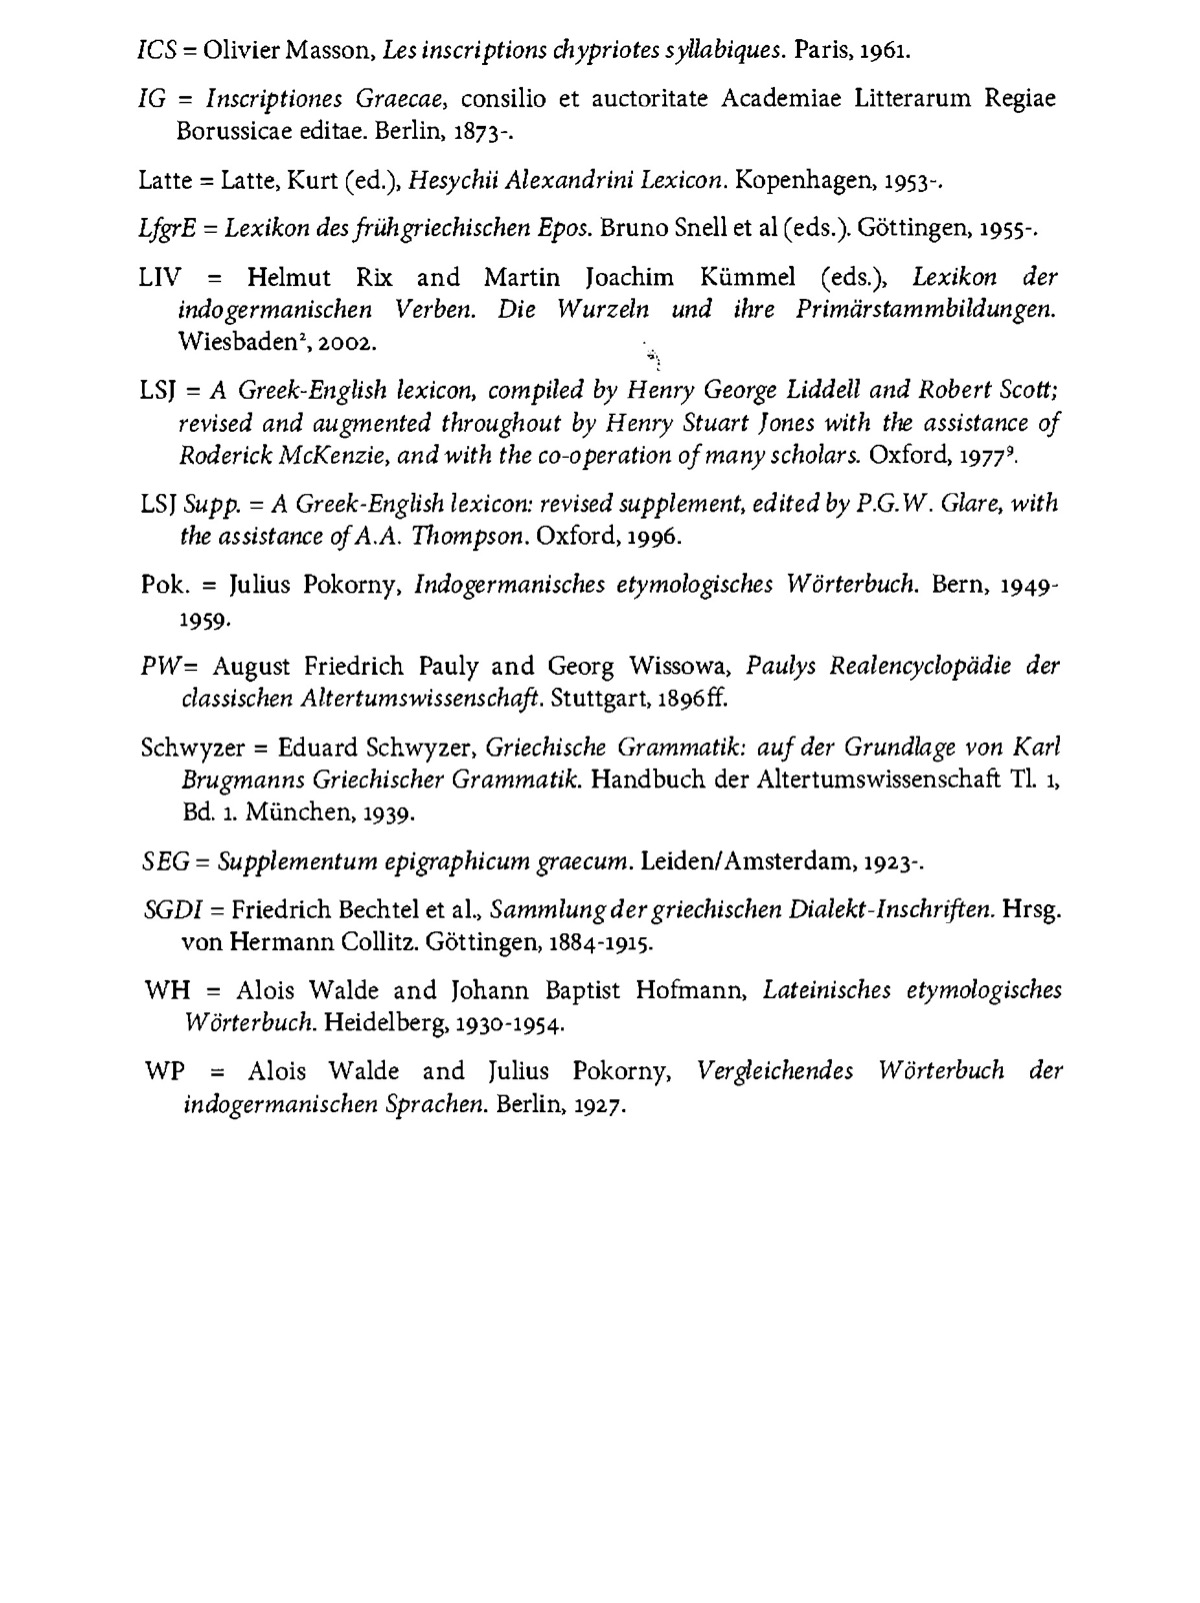 ICS = Olivier Masson, Les inscriptions chypriotes syllabiques. Paris, 1961.
IG = Inscriptiones Graecae, consilio et auctoritate Academiae Litterarum Regiae
Borussicae editae. Berlin, 1873-.
Latte = Latte, Kurt (ed.), Hesychii Alexandrini Lexicon. Kopenhagen, 1953-.
LfgrE = Lexikon des frühgriechischen Epos. Bruno Snell et al (eds.). Göttingen, 1955-.
LIV = Helmut Rix and Martin Joachim Kümmel (eds.), Lexikon der
indogermanischen Verben. Die Wurzeln und ihre Primärstammbildungen.
Wiesbaden², 2002.
LSJ = A Greek-English lexicon, compiled by Henry George Liddell and Robert Scott;
revised and augmented throughout by Henry Stuart Jones with the assistance of
Roderick McKenzie, and with the co-operation of many scholars. Oxford, 1977⁹.
LSJ Supp. = A Greek-English lexicon: revised supplement, edited by P.G.W. Glare, with
the assistance of A.A. Thompson. Oxford, 1996.
Pok. = Julius Pokorny, Indogermanisches etymologisches Wörterbuch. Bern, 1949-
1959.
PW= August Friedrich Pauly and Georg Wissowa, Paulys Realencyclopädie der
classischen Altertumswissenschaft. Stuttgart, 1896ff.
Schwyzer = Eduard Schwyzer, Griechische Grammatik: auf der Grundlage von Karl
Brugmanns Griechischer Grammatik. Handbuch der Altertumswissenschaft Tl. 1,
Bd. 1. München, 1939.
SEG = Supplementum epigraphicum graecum. Leiden/Amsterdam, 1923-.
SGDI = Friedrich Bechtel et al., Sammlung der griechischen Dialekt-Inschriften. Hrsg.
von Hermann Collitz. Göttingen, 1884-1915.
WH = Alois Walde and Johann Baptist Hofmann, Lateinisches etymologisches
Wörterbuch. Heidelberg, 1930-1954.
WP = Alois Walde and Julius Pokorny, Vergleichendes Wörterbuch der
indogermanischen Sprachen. Berlin, 1927.